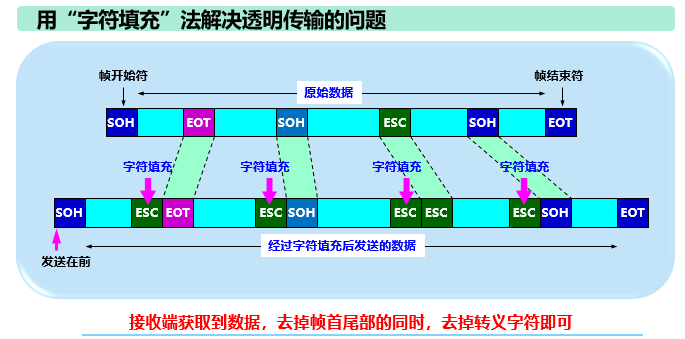 用“字符填充”法解决透明传输的问题
帧开始符
帧结束符
原始数据
SOH EOT SOH ESC SOH EOT
字符填充 字符填充 字符填充 字符填充
SOH ESC EOT ESC SOH ESC ESC ESC SOH EOT
经过字符填充后发送的数据
发送在前
接收端获取到数据，去掉帧首尾部的同时，去掉转义字符即可